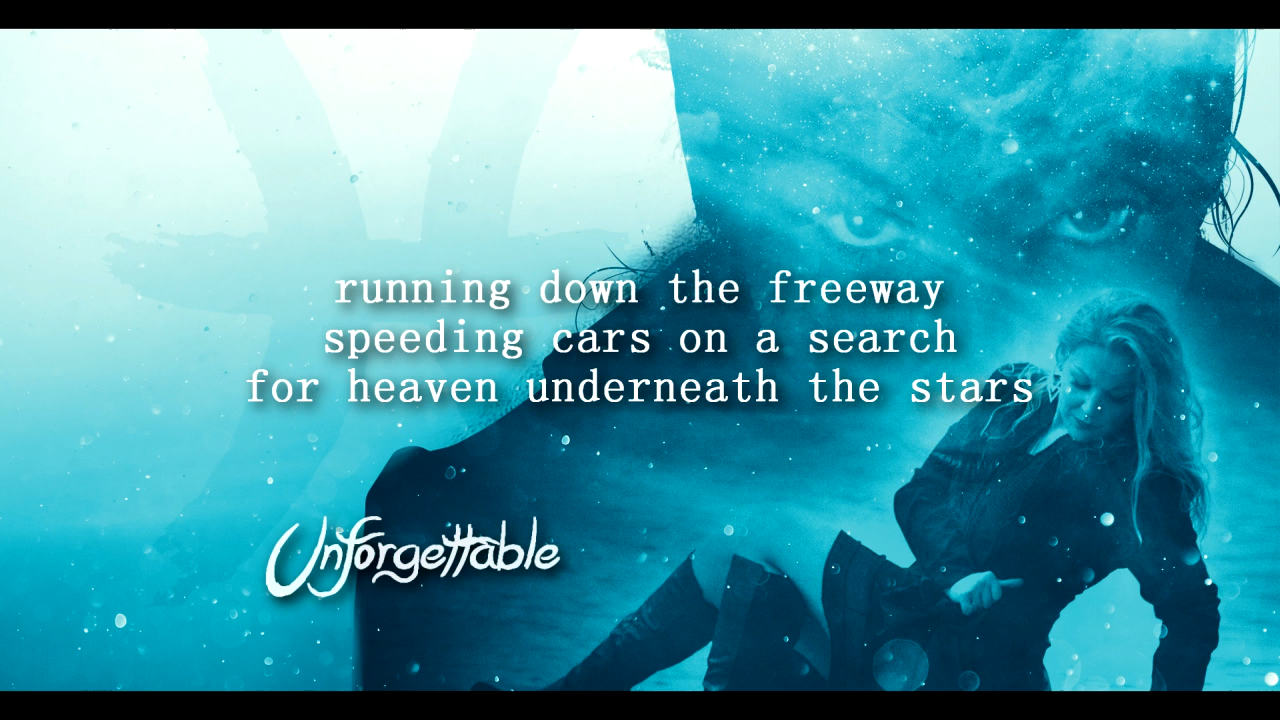 running down the freeway
speeding cars on a search
for heaven underneath the stars
Unforgettable